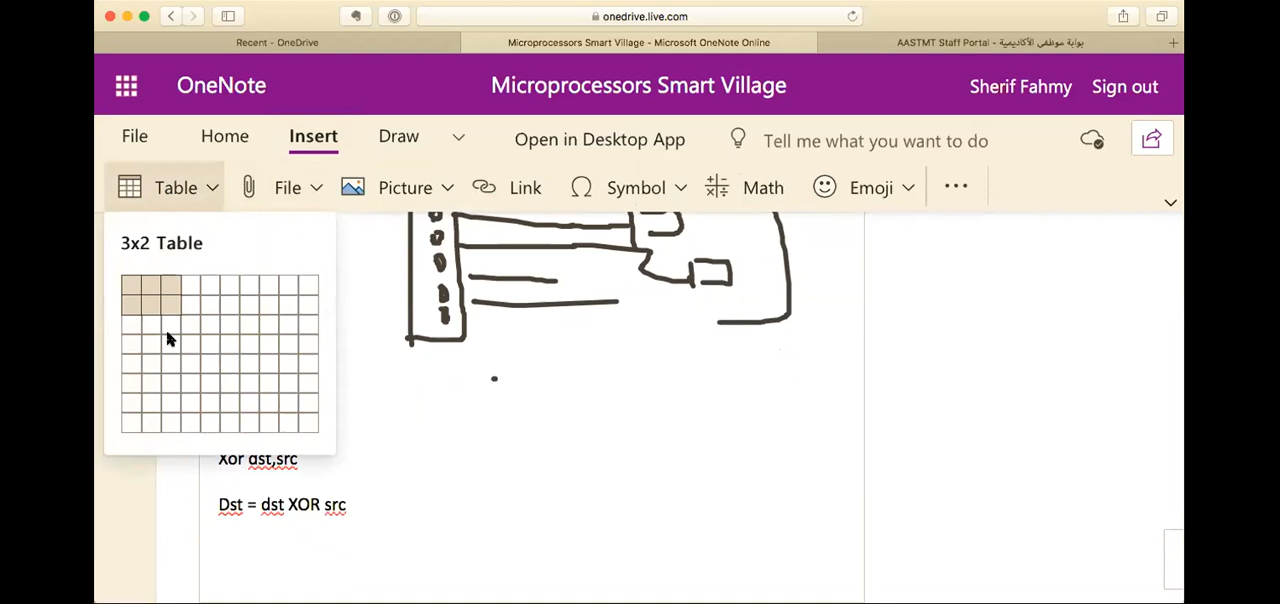 onedrive.live.com
Recent - OneDrive
Microprocessors Smart Village - Microsoft OneNote Online
بوابة موظفى الأكاديمية - AASTMT Staff Portal
OneNote
Microprocessors Smart Village
Sherif Fahmy
Sign out
File
Home
Insert
Draw
Open in Desktop App
Tell me what you want to do
Table
File
Picture
Link
Symbol
Math
Emoji
3x2 Table
Xor dst,src
Dst = dst XOR src